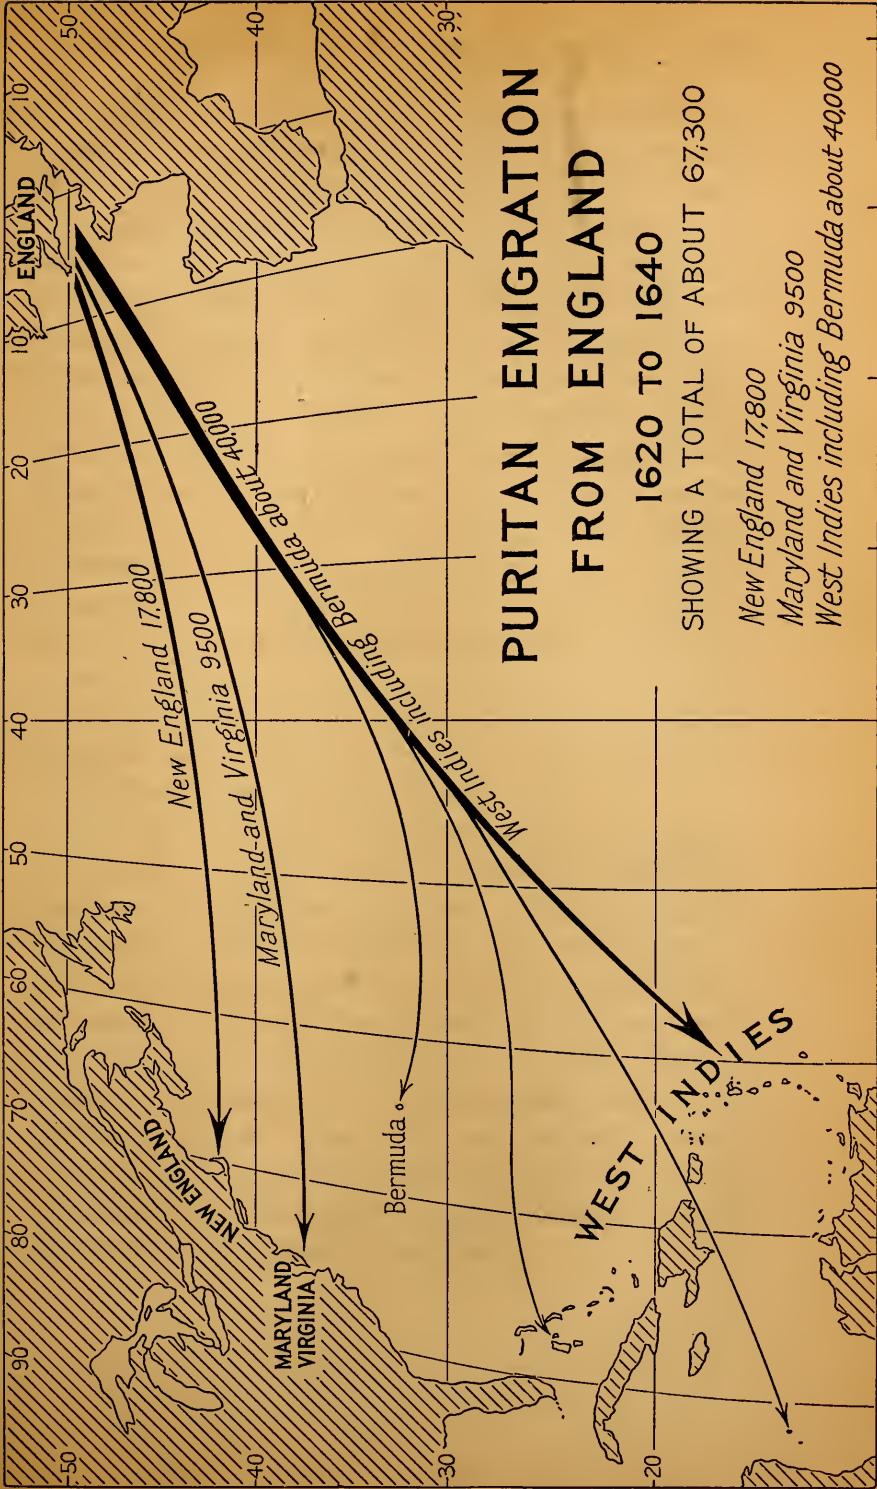 PURITAN EMIGRATION
FROM ENGLAND
1620 TO 1640
SHOWING A TOTAL OF ABOUT 67,300
New England 17,800
Maryland and Virginia 9500
West Indies including Bermuda about 40,000
ENGLAND
New England 17,800
Maryland and Virginia 9500
West Indies including Bermuda about 40,000
NEW ENGLAND
MARYLAND
VIRGINIA
Bermuda
WEST INDIES
90
80
70
60
50
40
30
20
10
10
50
40
30
20
50
40
30